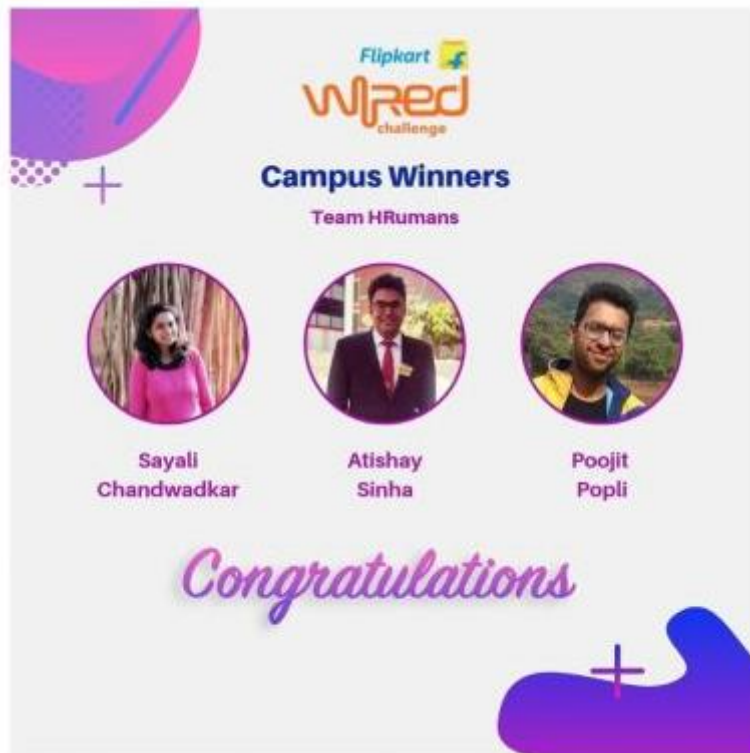 Flipkart
WIRed
challenge
Campus Winners
Team HRumans
Sayali
Chandwadkar
Atishay
Sinha
Poojit
Popli
Congratulations